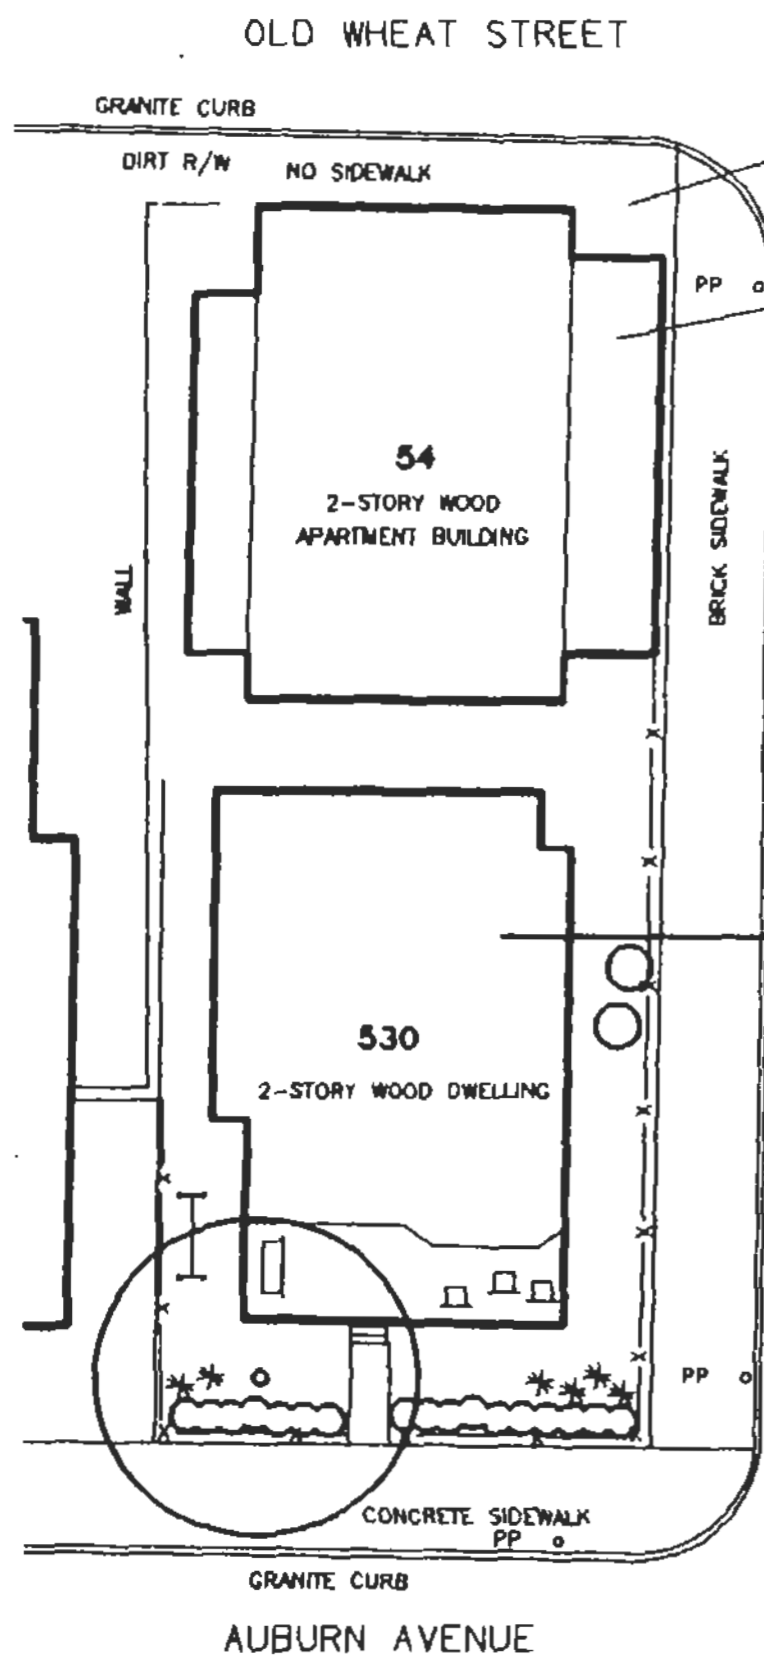 OLD WHEAT STREET
GRANITE CURB
DIRT R/W
NO SIDEWALK
PP
54
2-STORY WOOD
APARTMENT BUILDING
BRICK SIDEWALK
WALL
530
2-STORY WOOD DWELLING
PP
CONCRETE SIDEWALK
PP
GRANITE CURB
AUBURN AVENUE